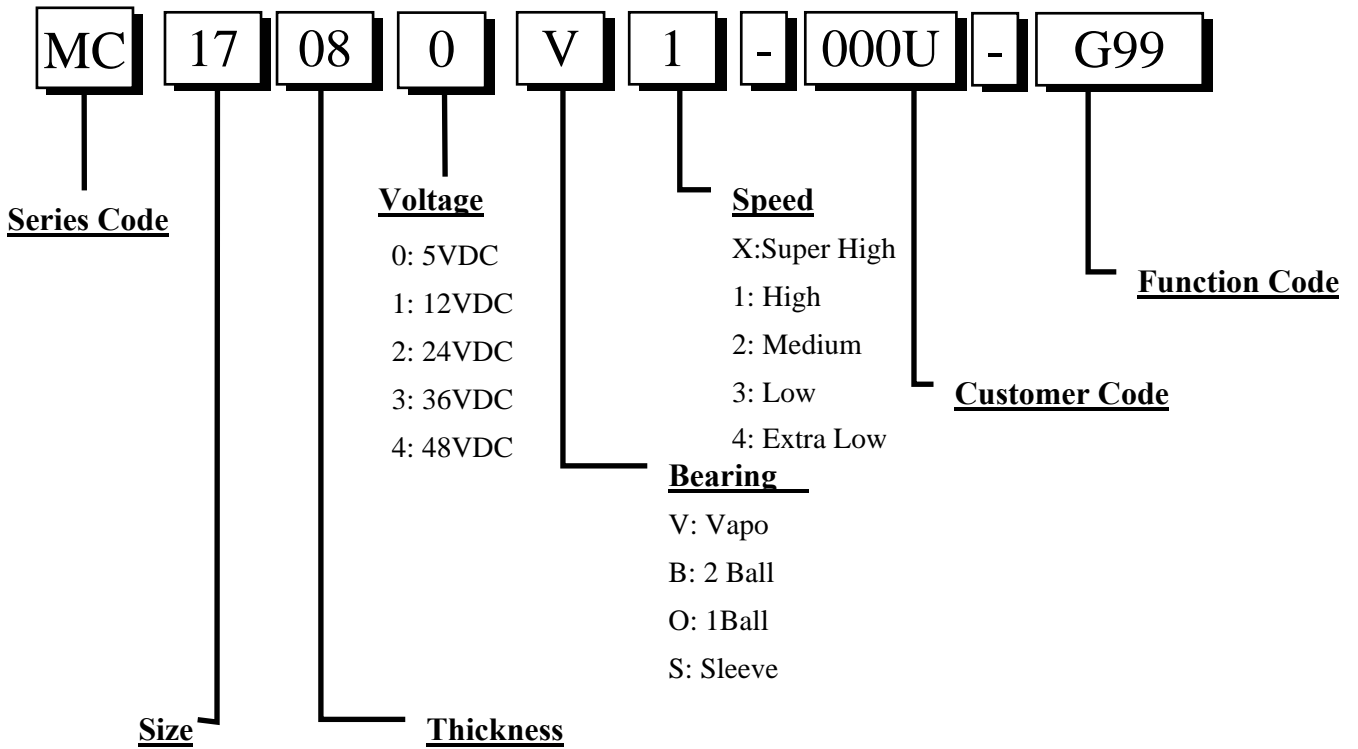 MC 17 08 0 V 1 - 000U - G99
Series Code
Voltage
0: 5VDC
1: 12VDC
2: 24VDC
3: 36VDC
4: 48VDC
Speed
X:Super High
1: High
2: Medium
3: Low
4: Extra Low
Function Code
Customer Code
Bearing
V: Vapo
B: 2 Ball
O: 1Ball
S: Sleeve
Size
Thickness